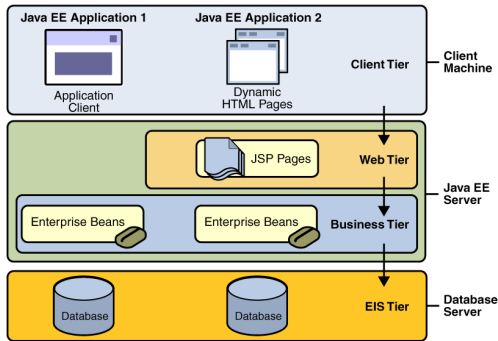 Java EE Application 1
Java EE Application 2
Client Tier
Client
Machine
Application
Client
Dynamic
HTML Pages
JSP Pages
Web Tier
Java EE
Server
Enterprise Beans
Enterprise Beans
Business Tier
Database
Database
EIS Tier
Database
Server